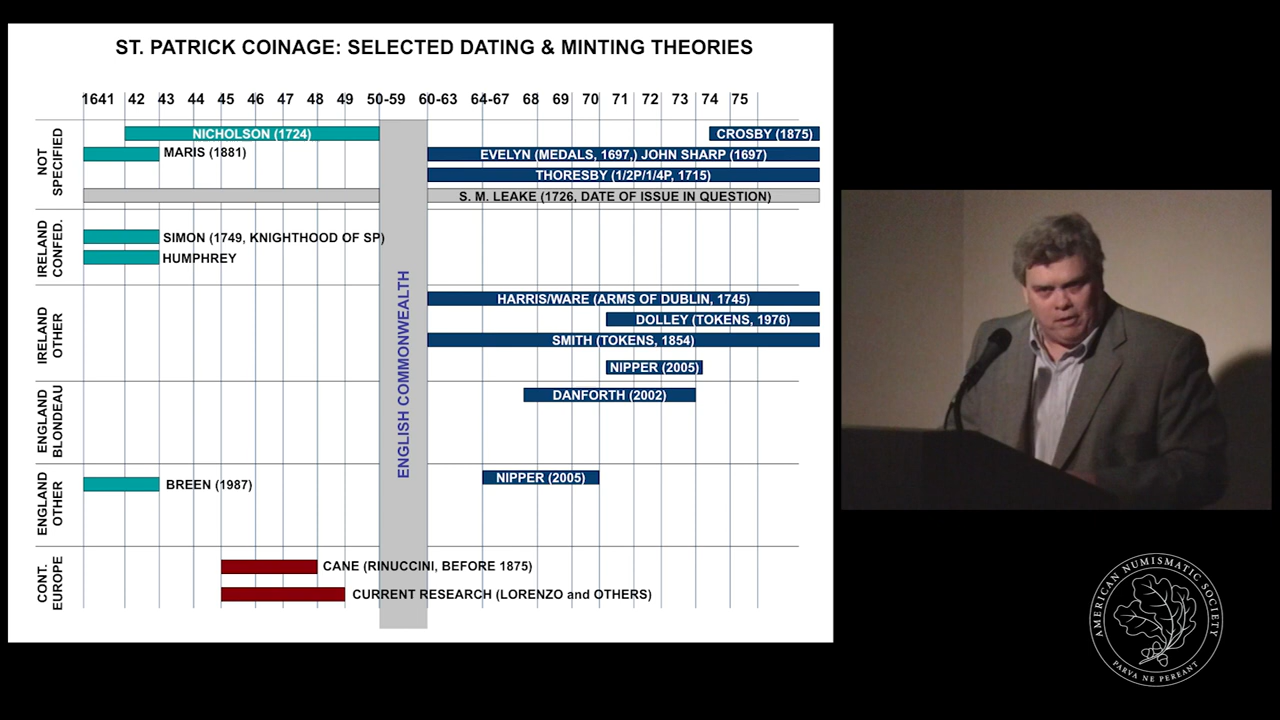 ST. PATRICK COINAGE: SELECTED DATING & MINTING THEORIES
1641 42 43 44 45 46 47 48 49 50-59 60-63 64-67 68 69 70 71 72 73 74 75
NOT
SPECIFIED
NICHOLSON (1724)
CROSBY (1875)
MARIS (1881)
EVELYN (MEDALS, 1697,) JOHN SHARP (1697)
THORESBY (1/2P/1/4P, 1715)
S. M. LEAKE (1726, DATE OF ISSUE IN QUESTION)
IRELAND
CONFED.
SIMON (1749, KNIGHTHOOD OF SP)
HUMPHREY
ENGLISH COMMONWEALTH
IRELAND
OTHER
HARRIS/WARE (ARMS OF DUBLIN, 1745)
DOLLEY (TOKENS, 1976)
SMITH (TOKENS, 1854)
NIPPER (2005)
ENGLAND
BLONDEAU
DANFORTH (2002)
ENGLAND
OTHER
BREEN (1987)
NIPPER (2005)
CONT.
EUROPE
CANE (RINUCCINI, BEFORE 1875)
CURRENT RESEARCH (LORENZO and OTHERS)
AMERICAN NUMISMATIC SOCIETY
PARVA NE PEREANT